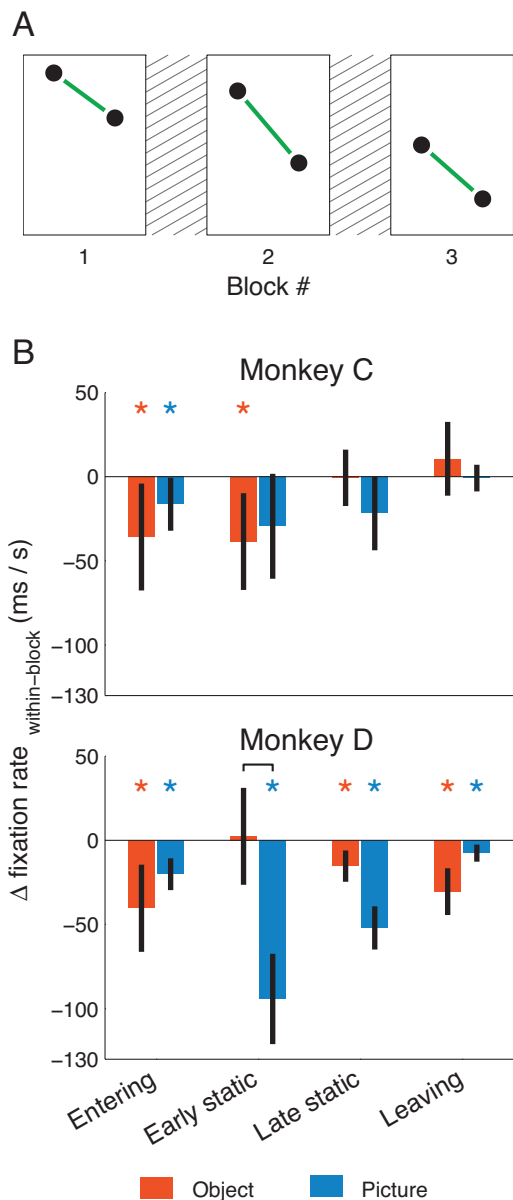 A
1 2 3
Block #
B
Monkey C
* * *
50
0
−50
−100
−130
Δ fixation rate within-block (ms / s)
Monkey D
* * * * * * *
50
0
−50
−100
−130
Entering Early static Late static Leaving
Object Picture